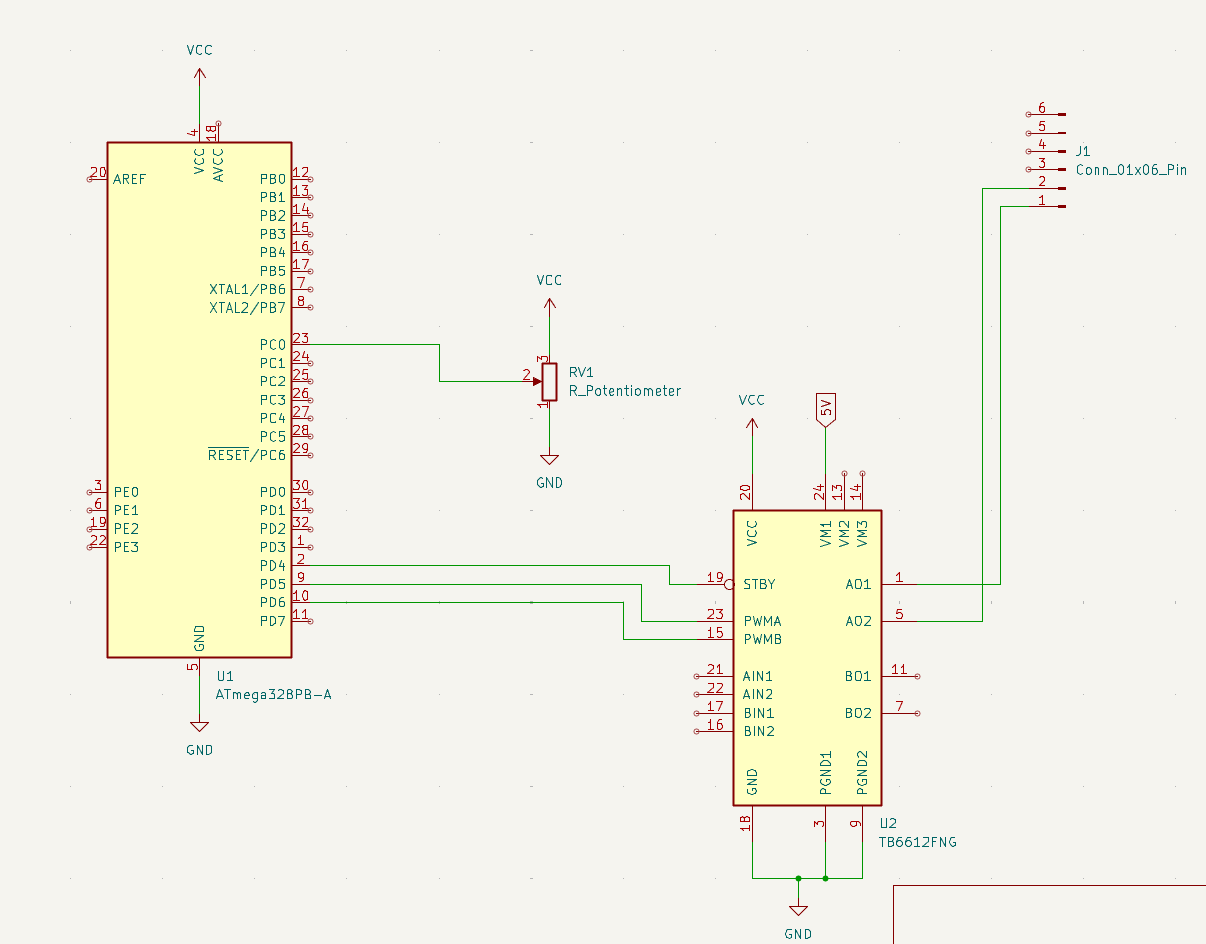 VCC
4
18
VCC
AVCC
20
AREF
PB0
12
PB1
13
PB2
14
PB3
15
PB4
16
PB5
17
XTAL1/PB6
7
XTAL2/PB7
8
PC0
23
PC1
24
PC2
25
PC3
26
PC4
27
PC5
28
RESET/PC6
29
3
PE0
6
PE1
19
PE2
22
PE3
PD0
30
PD1
31
PD2
32
PD3
1
PD4
2
PD5
9
PD6
10
PD7
11
GND
5
U1
ATmega328PB-A
GND
VCC
3
2
1
RV1
R_Potentiometer
GND
6
5
4
3
2
1
J1
Conn_01x06_Pin
VCC
5V
20
24
13
14
VCC
VM1
VM2
VM3
19
STBY
23
PWMA
15
PWMB
21
AIN1
22
AIN2
17
BIN1
16
BIN2
AO1
1
AO2
5
BO1
11
BO2
7
GND
PGND1
PGND2
18
3
9
U2
TB6612FNG
GND